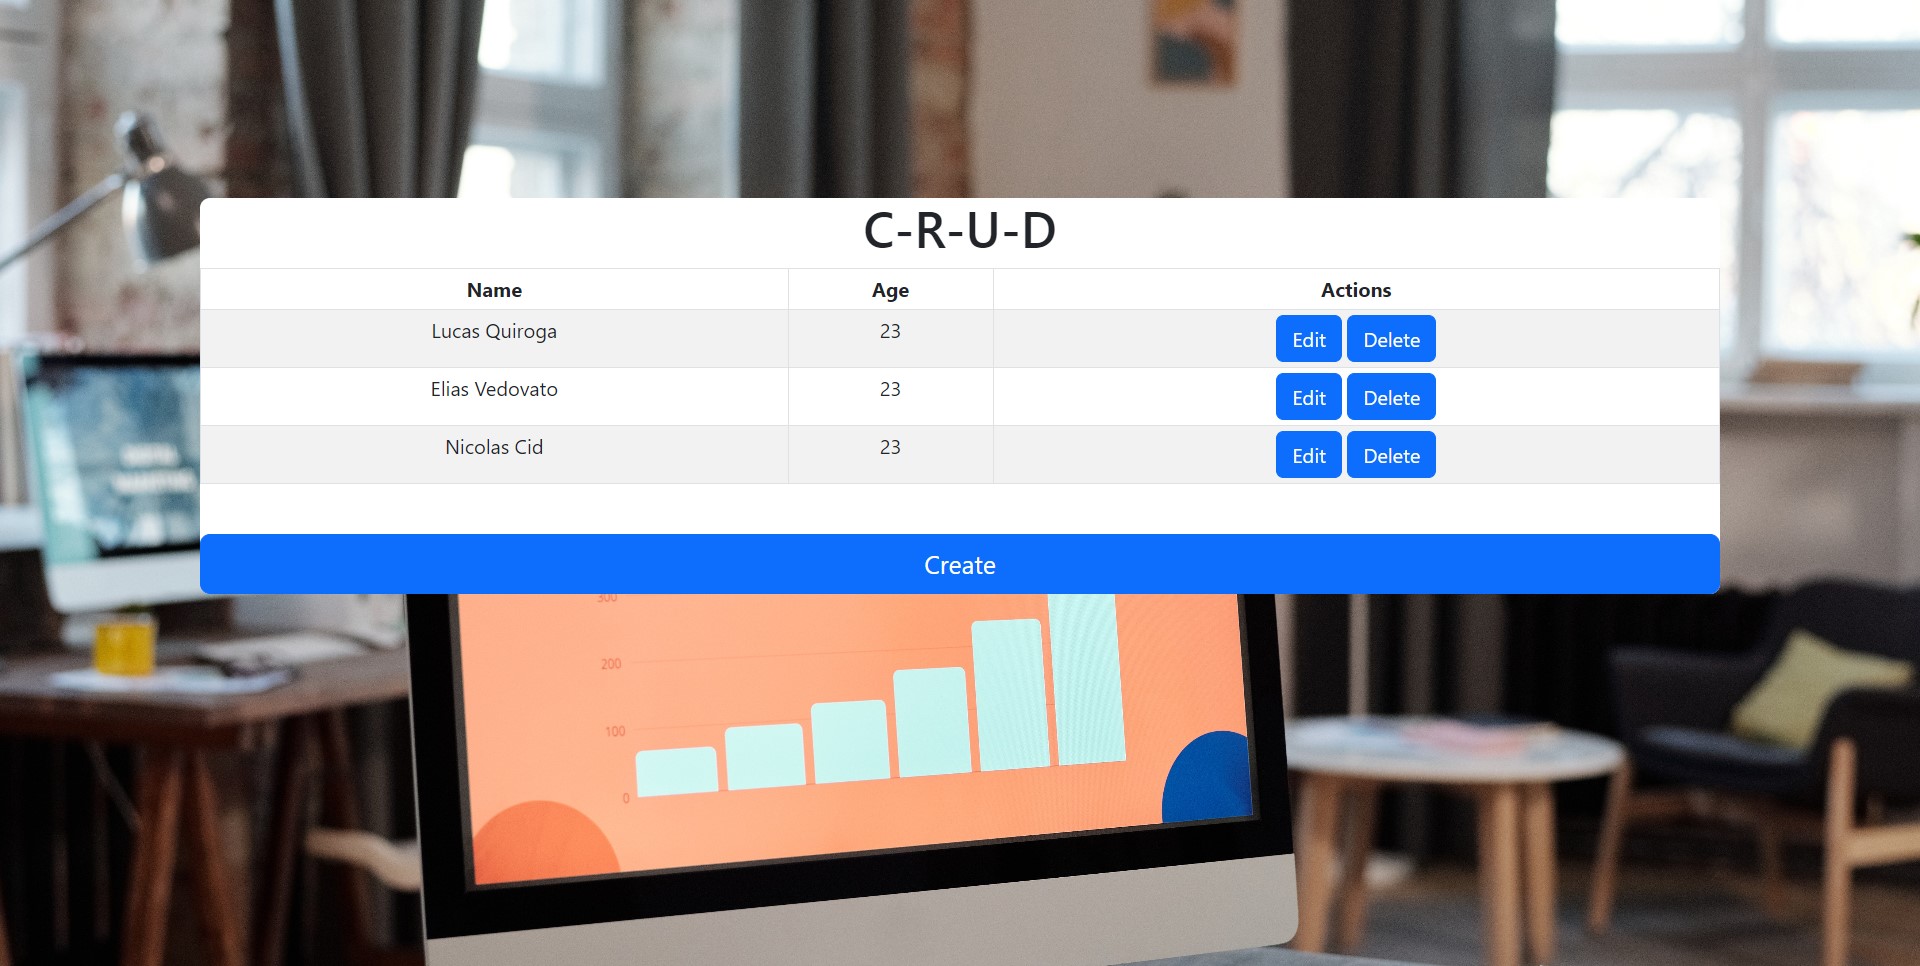 C-R-U-D
Name Age Actions
Lucas Quiroga 23 Edit Delete
Elias Vedovato 23 Edit Delete
Nicolas Cid 23 Edit Delete
Create
300
200
100
0